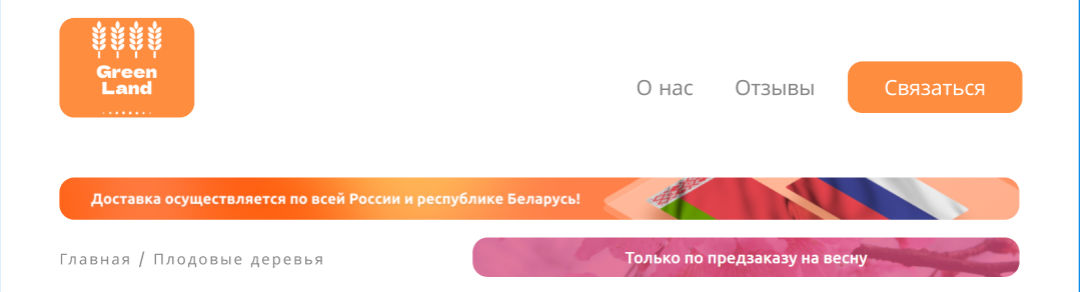 Green
Land
О нас
Отзывы
Связаться
Доставка осуществляется по всей России и республике Беларусь!
Главная / Плодовые деревья
Только по предзаказу на весну